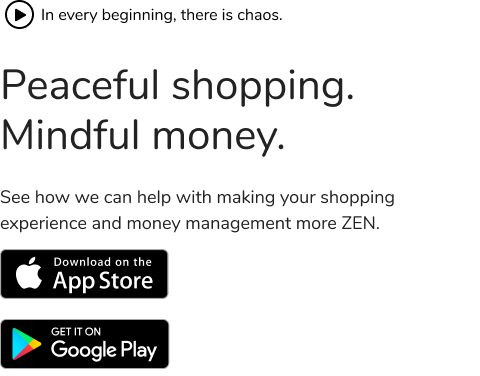 In every beginning, there is chaos.
Peaceful shopping.
Mindful money.
See how we can help with making your shopping
experience and money management more ZEN.
Download on the
App Store
GET IT ON
Google Play